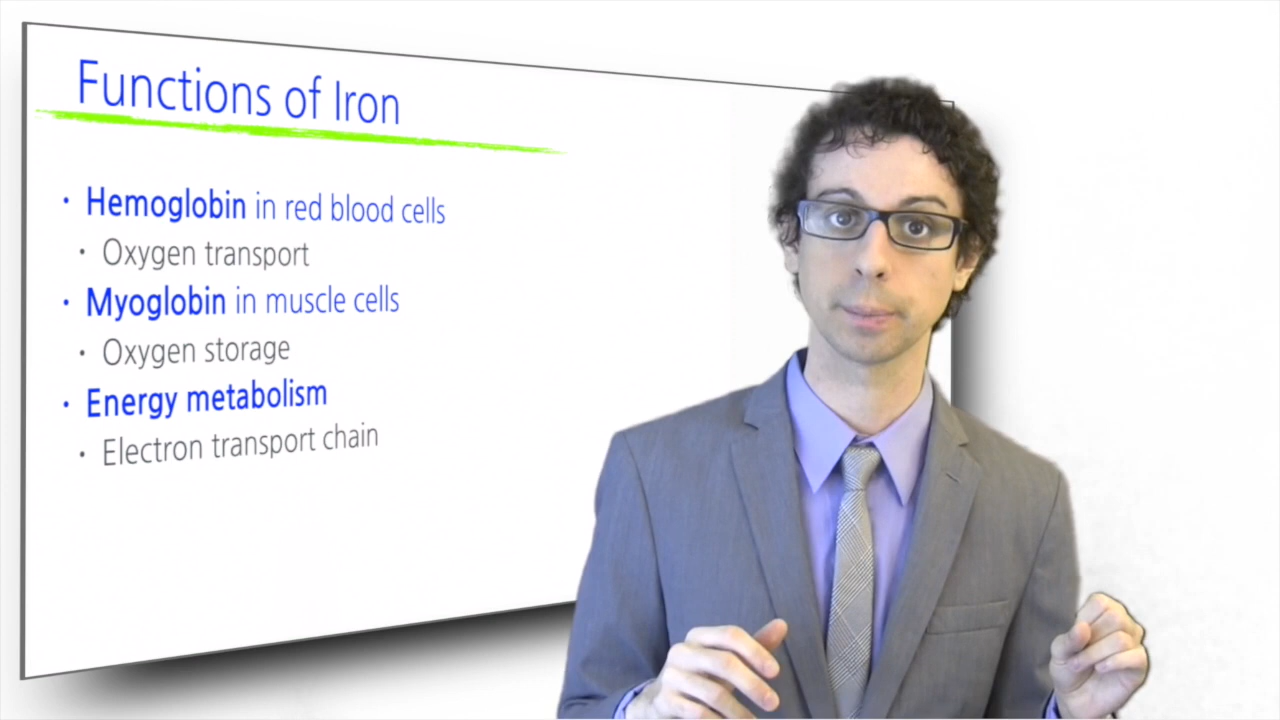 Functions of Iron
• Hemoglobin in red blood cells
• Oxygen transport
• Myoglobin in muscle cells
• Oxygen storage
• Energy metabolism
• Electron transport chain